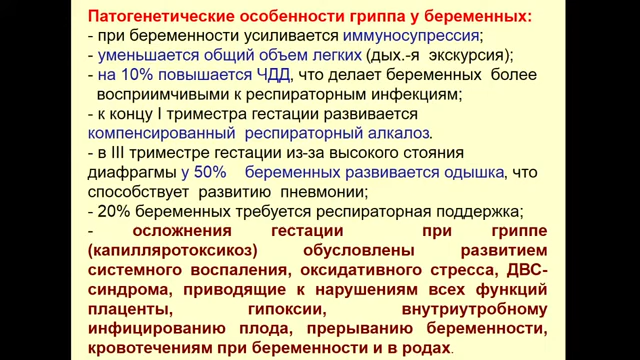 Патогенетические особенности гриппа у беременных:
- при беременности усиливается иммуносупрессия;
- уменьшается общий объем легких (дых.-я экскурсия);
- на 10% повышается ЧДД, что делает беременных более
восприимчивыми к респираторным инфекциям;
- к концу I триместра гестации развивается
компенсированный респираторный алкалоз.
- в III триместре гестации из-за высокого стояния
диафрагмы у 50% беременных развивается одышка, что
способствует развитию пневмонии;
- 20% беременных требуется респираторная поддержка;
- осложнения гестации при гриппе
(капилляротоксикоз) обусловлены развитием
системного воспаления, оксидативного стресса, ДВС-
синдрома, приводящие к нарушениям всех функций
плаценты, гипоксии, внутриутробному
инфицированию плода, прерыванию беременности,
кровотечениям при беременности и в родах.